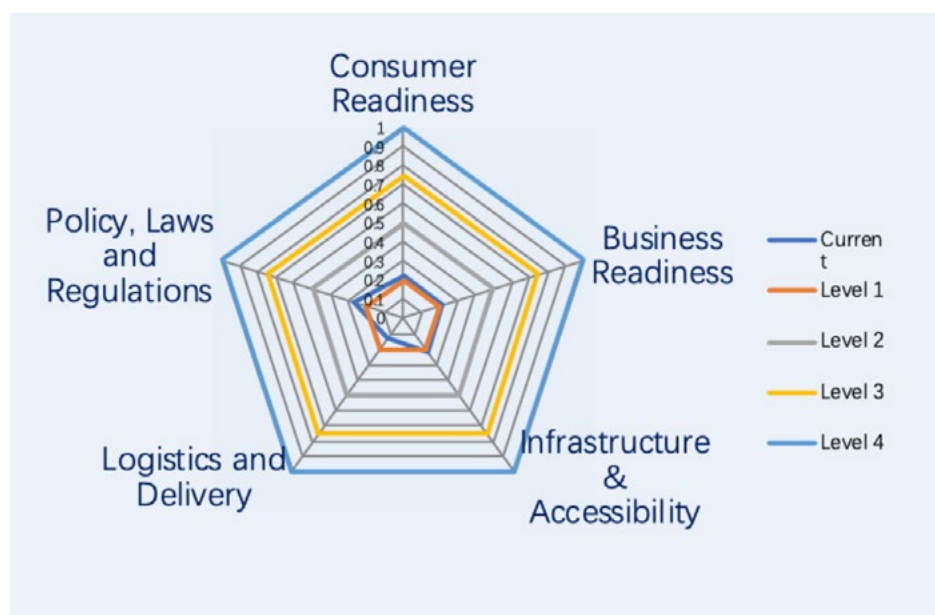 Consumer
Readiness
1
0.9
0.8
0.7
0.6
0.5
0.4
0.3
0.2
0.1
0
Policy, Laws
and
Regulations
Business
Readiness
Logistics and
Delivery
Infrastructure
&
Accessibility
Curren
t
Level 1
Level 2
Level 3
Level 4